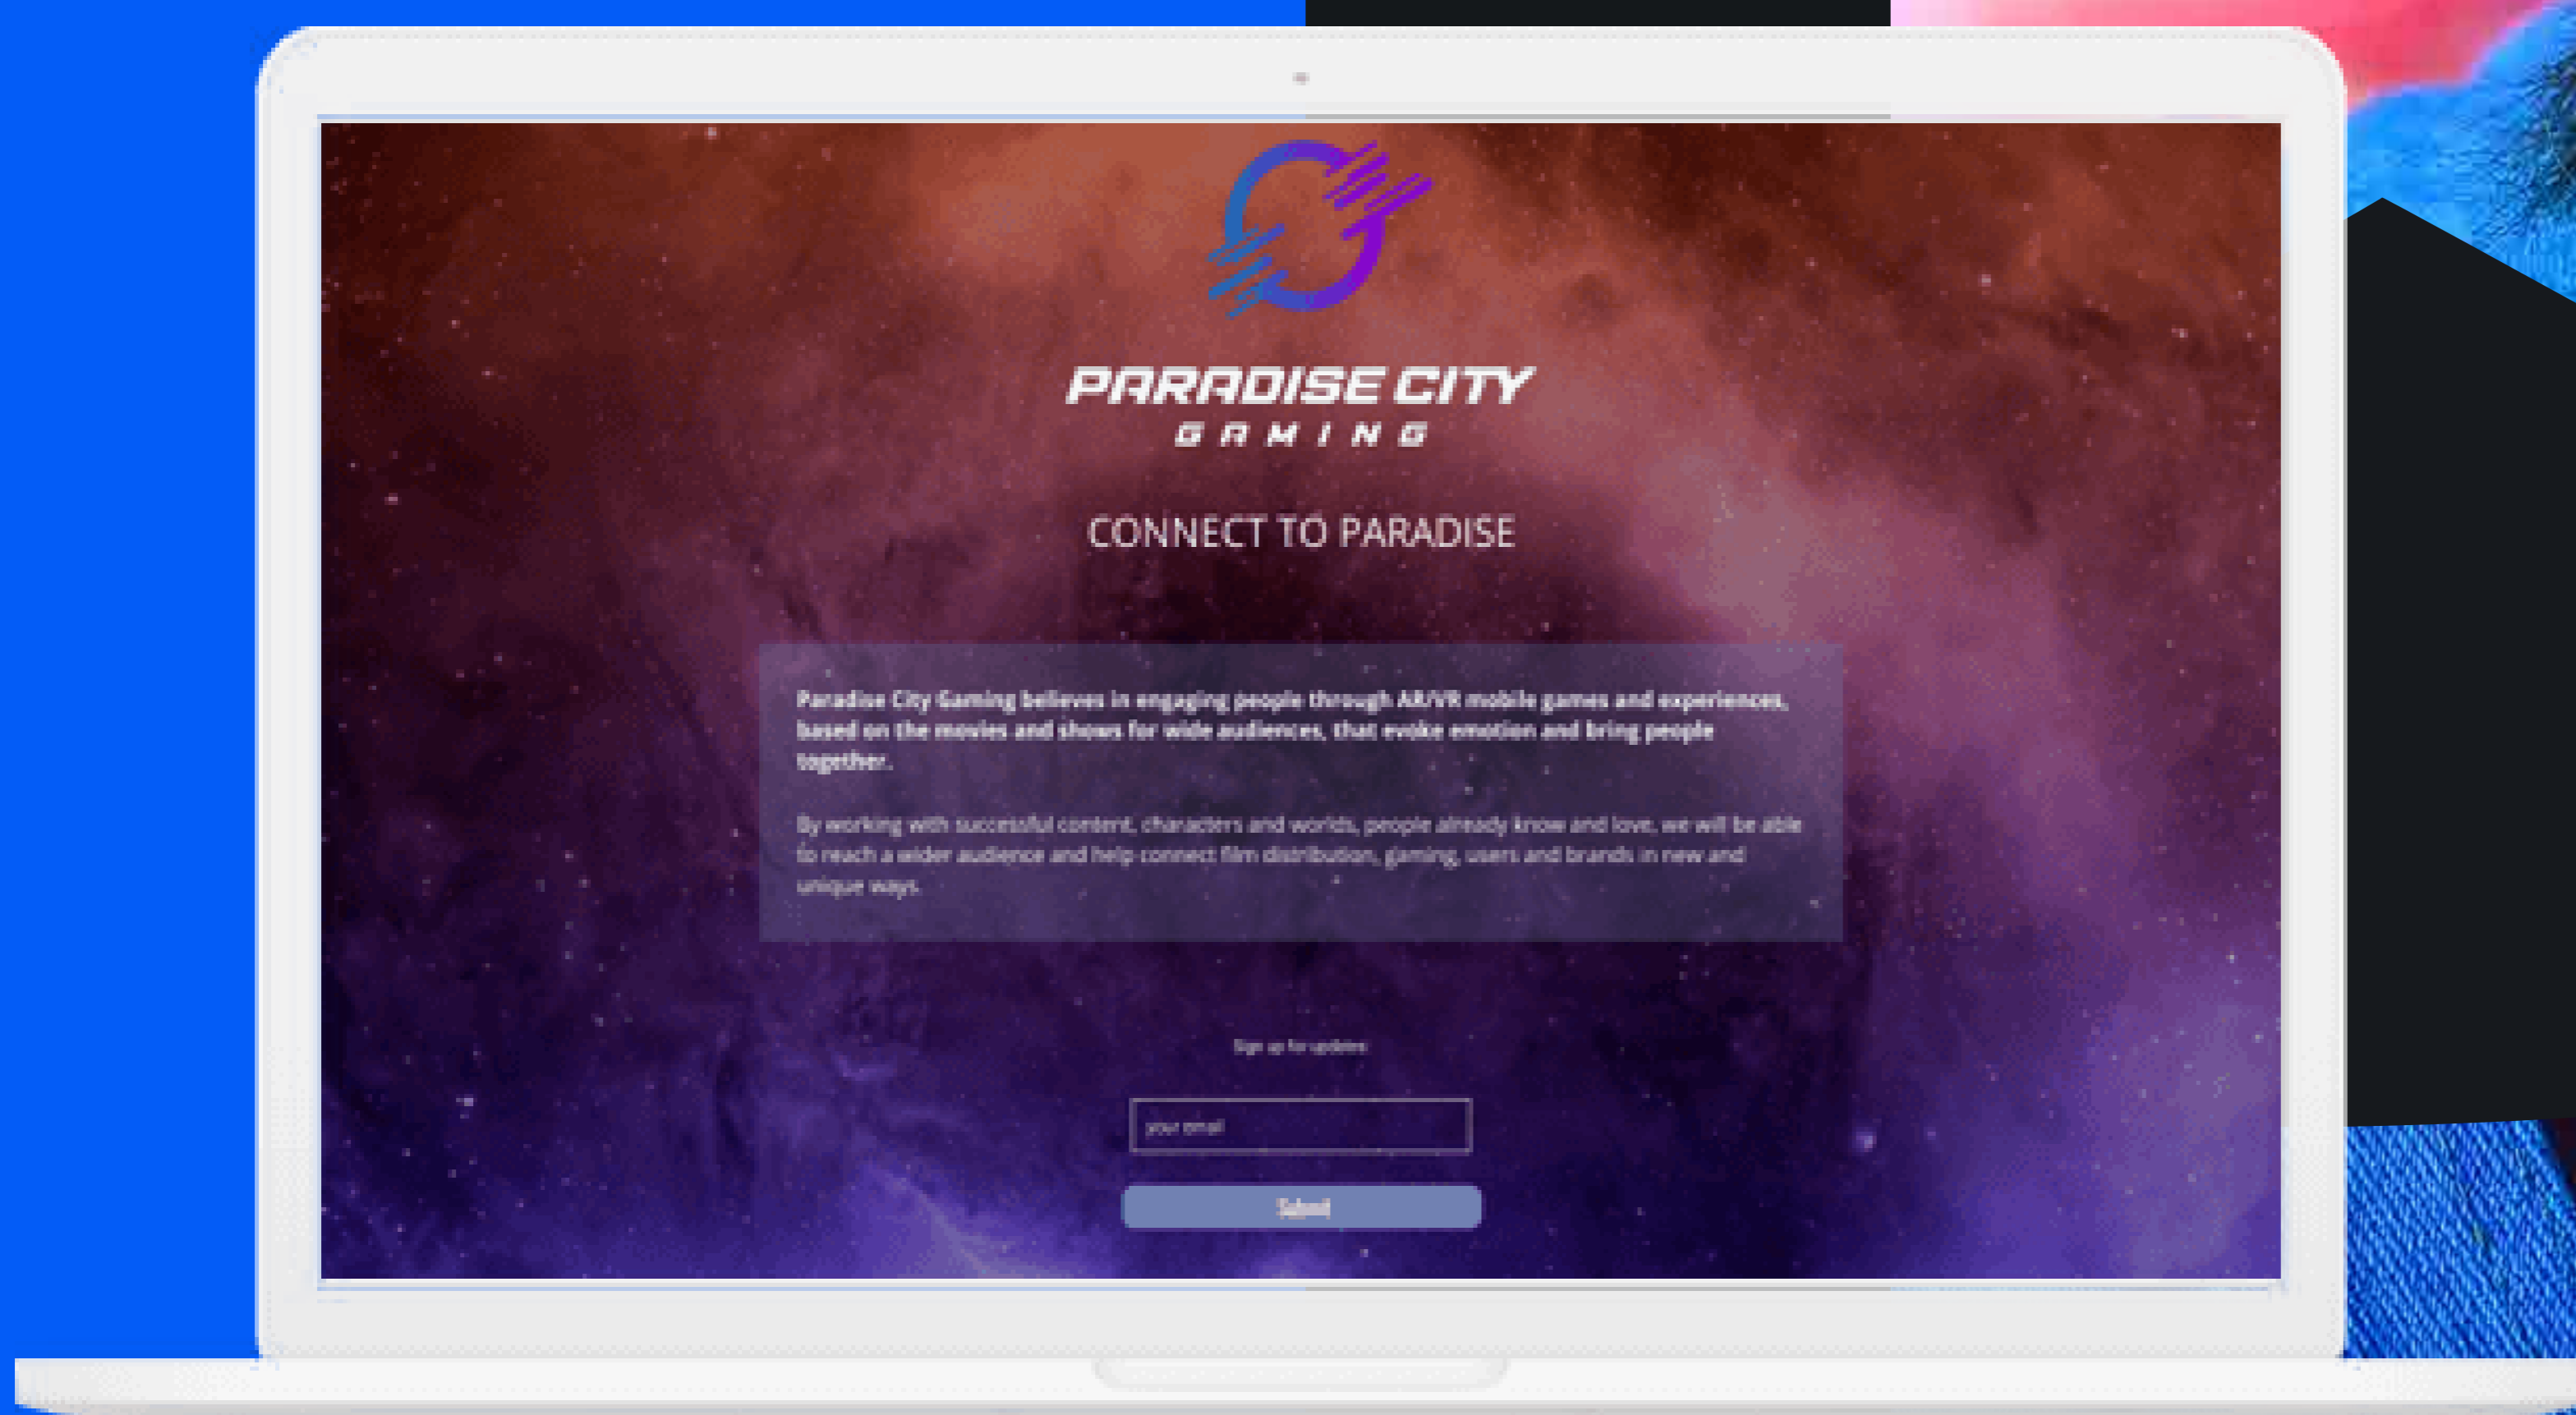 PARADISE CITY
GAMING
CONNECT TO PARADISE
Paradise City Gaming believes in engaging people through AR/VR mobile games and experiences,
based on the movies and shows for wide audiences, that evoke emotion and bring people
together.
By working with successful content, characters and worlds, people already know and love, we will be able
to reach a wider audience and help connect film distribution, gaming, users and brands in new and
unique ways.
Sign up for updates
your email
Submit